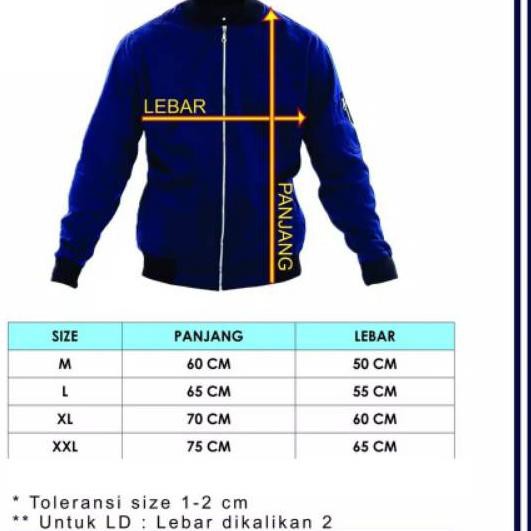 LEBAR
PANJANG
SIZE PANJANG LEBAR
M 60 CM 50 CM
L 65 CM 55 CM
XL 70 CM 60 CM
XXL 75 CM 65 CM
* Toleransi size 1-2 cm
** Untuk LD : Lebar dikalikan 2